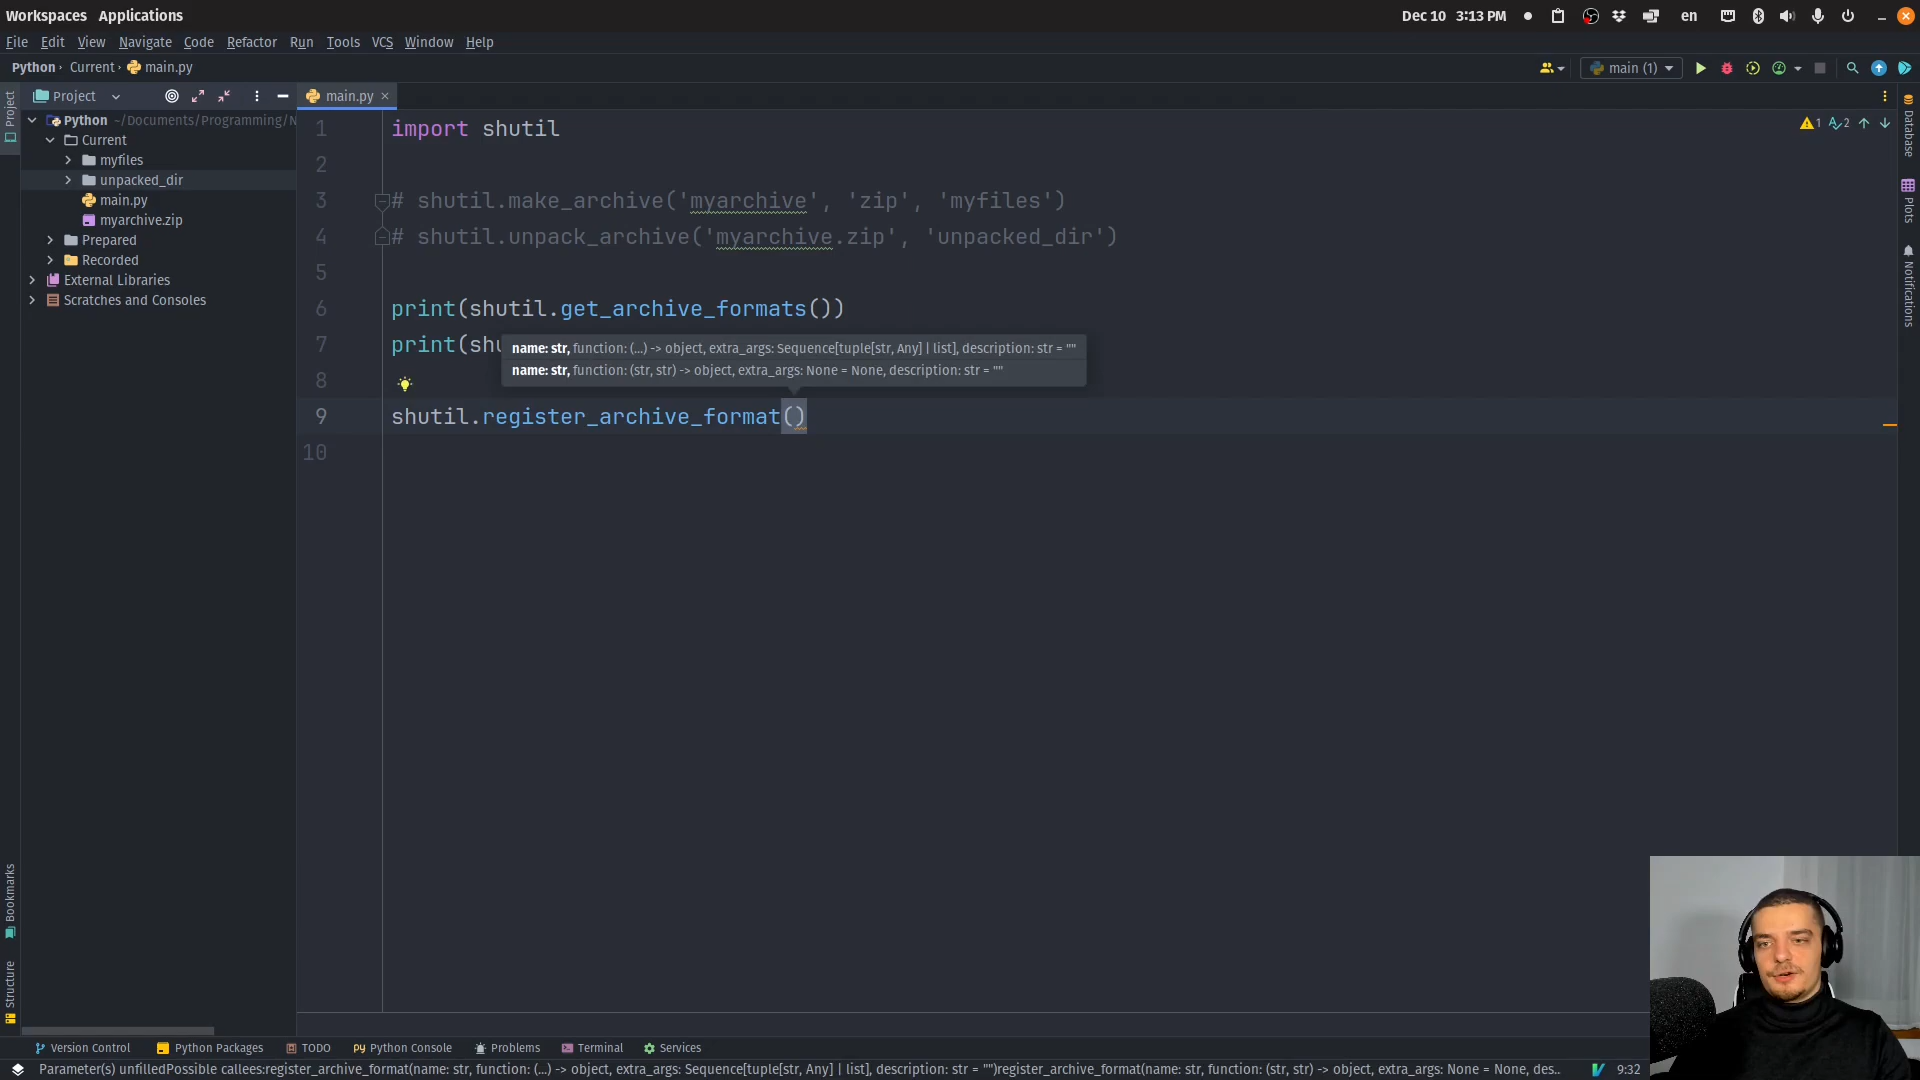 Workspaces Applications
Dec 10 3:13 PM
en
File Edit View Navigate Code Refactor Run Tools VCS Window Help
Python Current main.py
main (1)
Project
main.py
Python ~/Documents/Programming/N
Current
myfiles
unpacked_dir
main.py
myarchive.zip
Prepared
Recorded
External Libraries
Scratches and Consoles
Project
Bookmarks
Structure
1 import shutil
2
3 # shutil.make_archive('myarchive', 'zip', 'myfiles')
4 # shutil.unpack_archive('myarchive.zip', 'unpacked_dir')
5
6 print(shutil.get_archive_formats())
7 print(shu
name: str, function: (...) -> object, extra_args: Sequence[tuple[str, Any] | list], description: str = ""
name: str, function: (str, str) -> object, extra_args: None = None, description: str = ""
8
9 shutil.register_archive_format()
10
1 2
Database
Plots
Notifications
Version Control Python Packages TODO Python Console Problems Terminal Services
Parameter(s) unfilledPossible callees:register_archive_format(name: str, function: (...) -> object, extra_args: Sequence[tuple[str, Any] | list], description: str = "")register_archive_format(name: str, function: (str, str) -> object, extra_args: None = None, des..
9:32